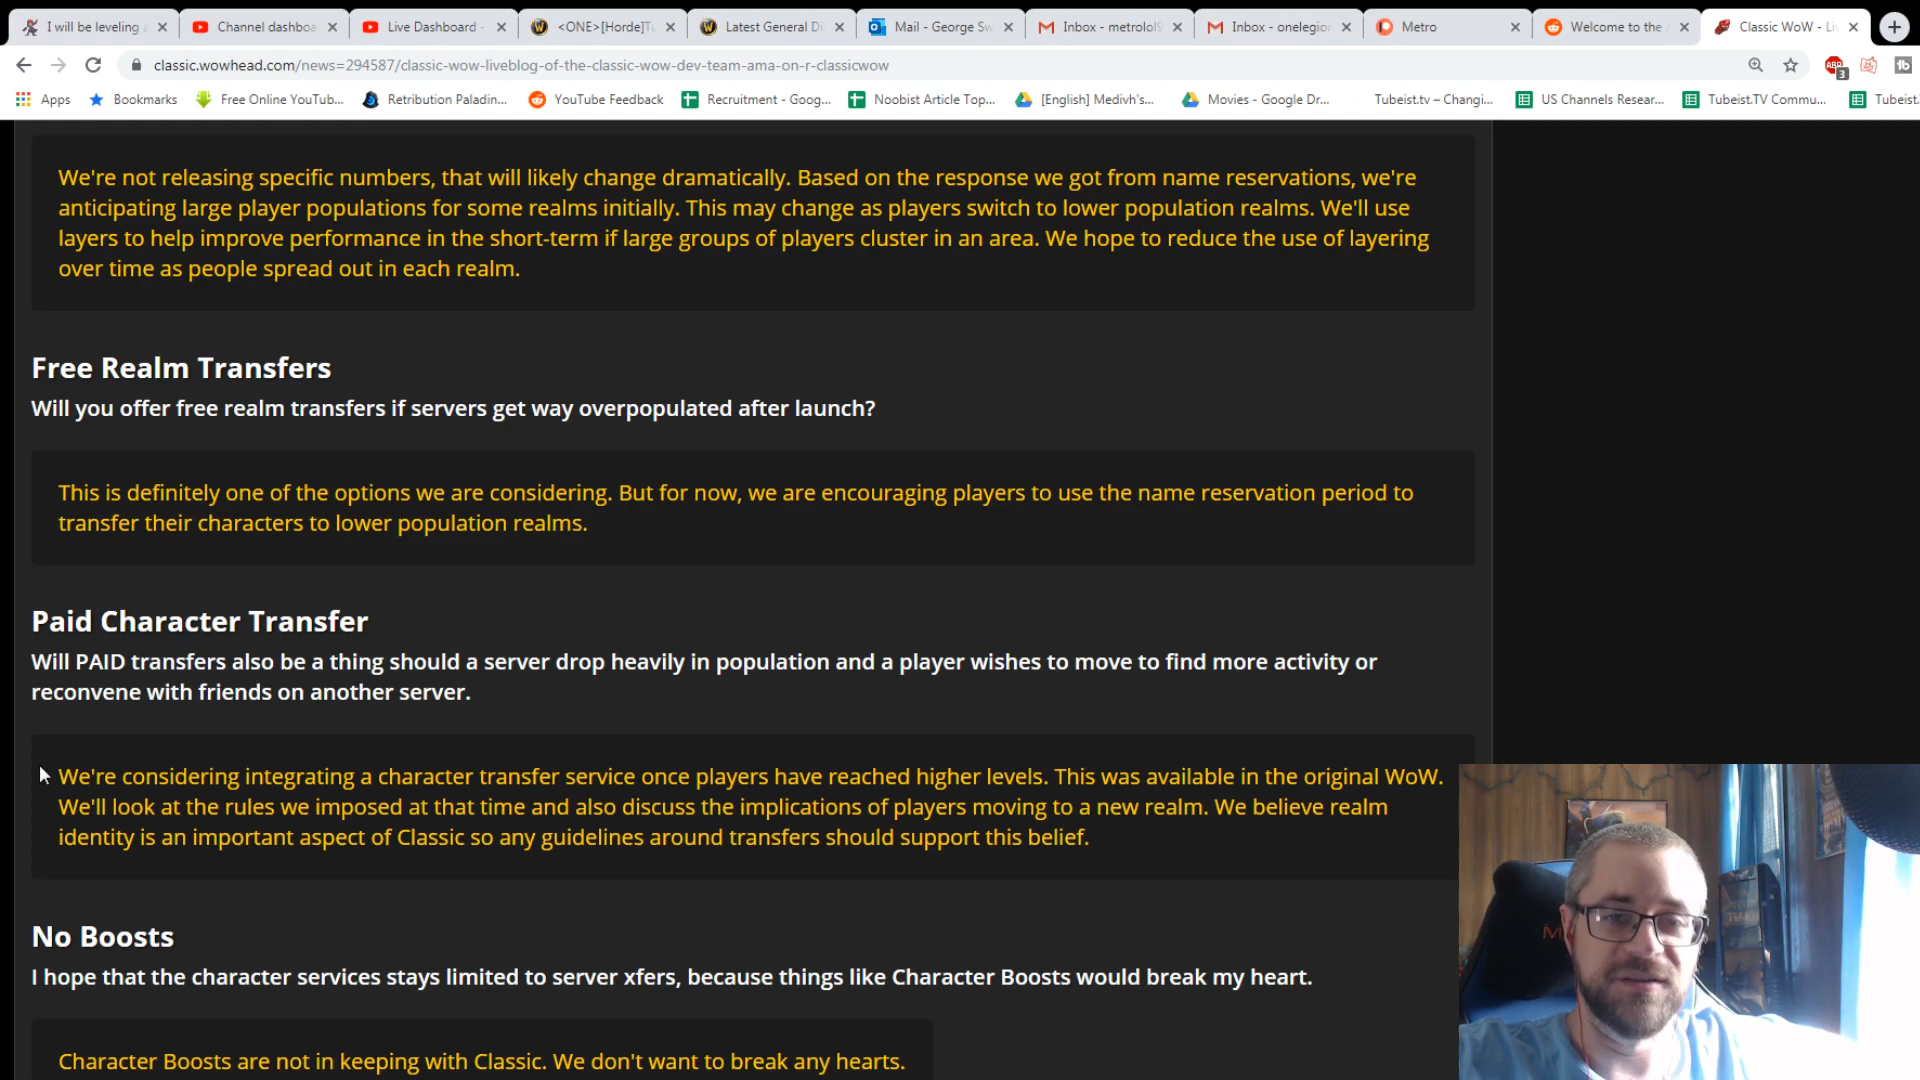 I will be leveling a
Channel dashboa
Live Dashboard -
<ONE>[Horde]Tu
Latest General Di
Mail - George Sw
Inbox - metrolol9
Inbox - onelegion
Metro
Welcome to the A
Classic WoW - Li
classic.wowhead.com/news=294587/classic-wow-liveblog-of-the-classic-wow-dev-team-ama-on-r-classicwow
ABP
3
Apps
Bookmarks
Free Online YouTub...
Retribution Paladin...
YouTube Feedback
Recruitment - Goog...
Noobist Article Top...
[English] Medivh's...
Movies - Google Dr...
Tubeist.tv – Changi...
US Channels Resear...
Tubeist.TV Commu...
Tubeist.
We're not releasing specific numbers, that will likely change dramatically. Based on the response we got from name reservations, we're
anticipating large player populations for some realms initially. This may change as players switch to lower population realms. We'll use
layers to help improve performance in the short-term if large groups of players cluster in an area. We hope to reduce the use of layering
over time as people spread out in each realm.
Free Realm Transfers
Will you offer free realm transfers if servers get way overpopulated after launch?
This is definitely one of the options we are considering. But for now, we are encouraging players to use the name reservation period to
transfer their characters to lower population realms.
Paid Character Transfer
Will PAID transfers also be a thing should a server drop heavily in population and a player wishes to move to find more activity or
reconvene with friends on another server.
We're considering integrating a character transfer service once players have reached higher levels. This was available in the original WoW.
We'll look at the rules we imposed at that time and also discuss the implications of players moving to a new realm. We believe realm
identity is an important aspect of Classic so any guidelines around transfers should support this belief.
No Boosts
I hope that the character services stays limited to server xfers, because things like Character Boosts would break my heart.
Character Boosts are not in keeping with Classic. We don't want to break any hearts.